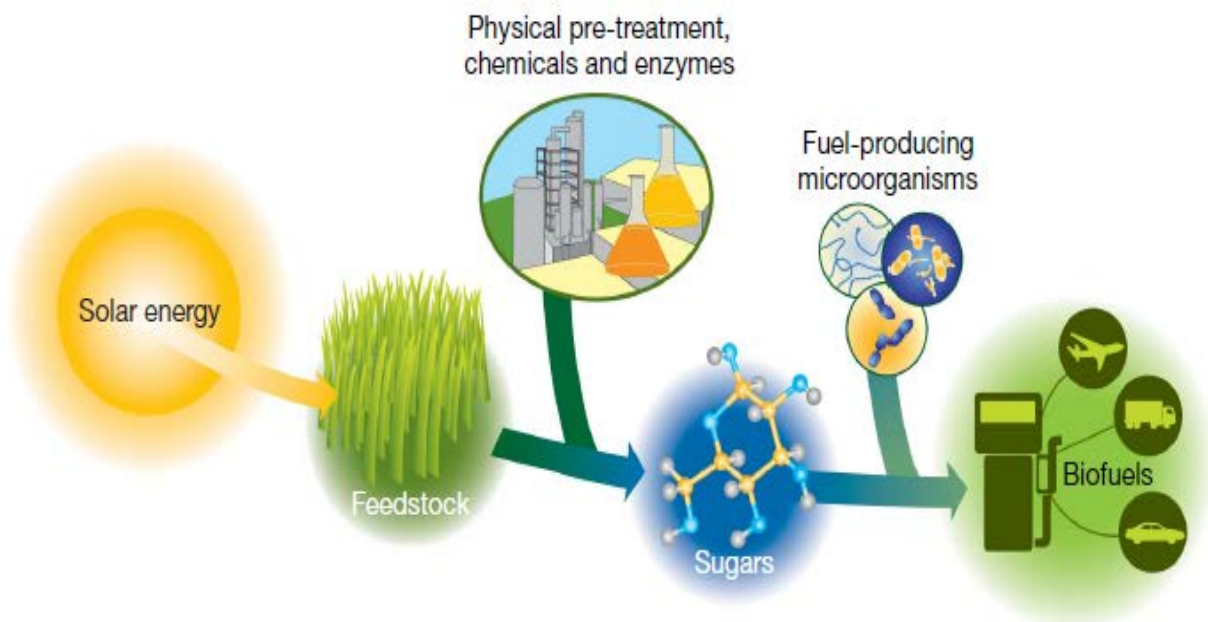 Physical pre-treatment,
chemicals and enzymes
Fuel-producing
microorganisms
Solar energy
Feedstock
Sugars
Biofuels